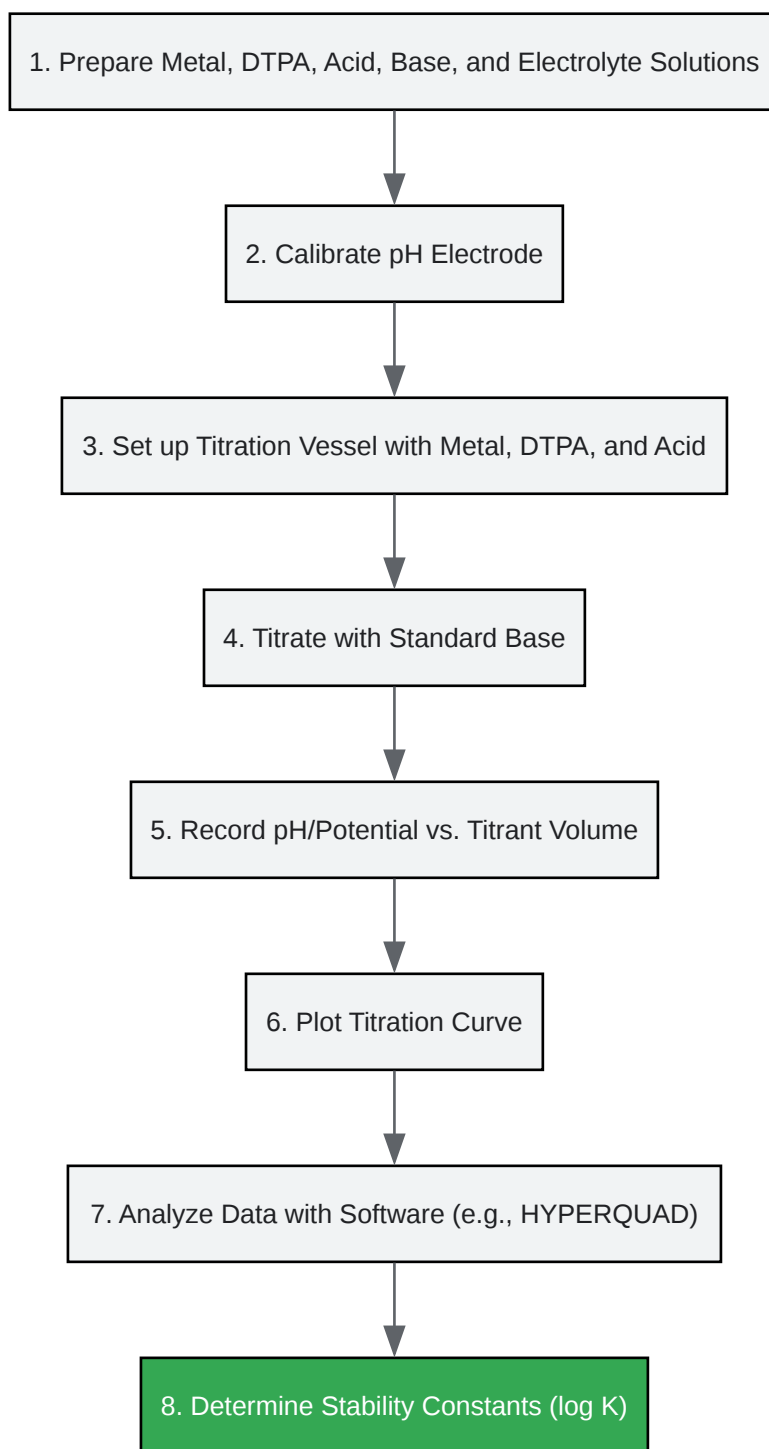 1. Prepare Metal, DTPA, Acid, Base, and Electrolyte Solutions
2. Calibrate pH Electrode
3. Set up Titration Vessel with Metal, DTPA, and Acid
4. Titrate with Standard Base
5. Record pH/Potential vs. Titrant Volume
6. Plot Titration Curve
7. Analyze Data with Software (e.g., HYPERQUAD)
8. Determine Stability Constants (log K)